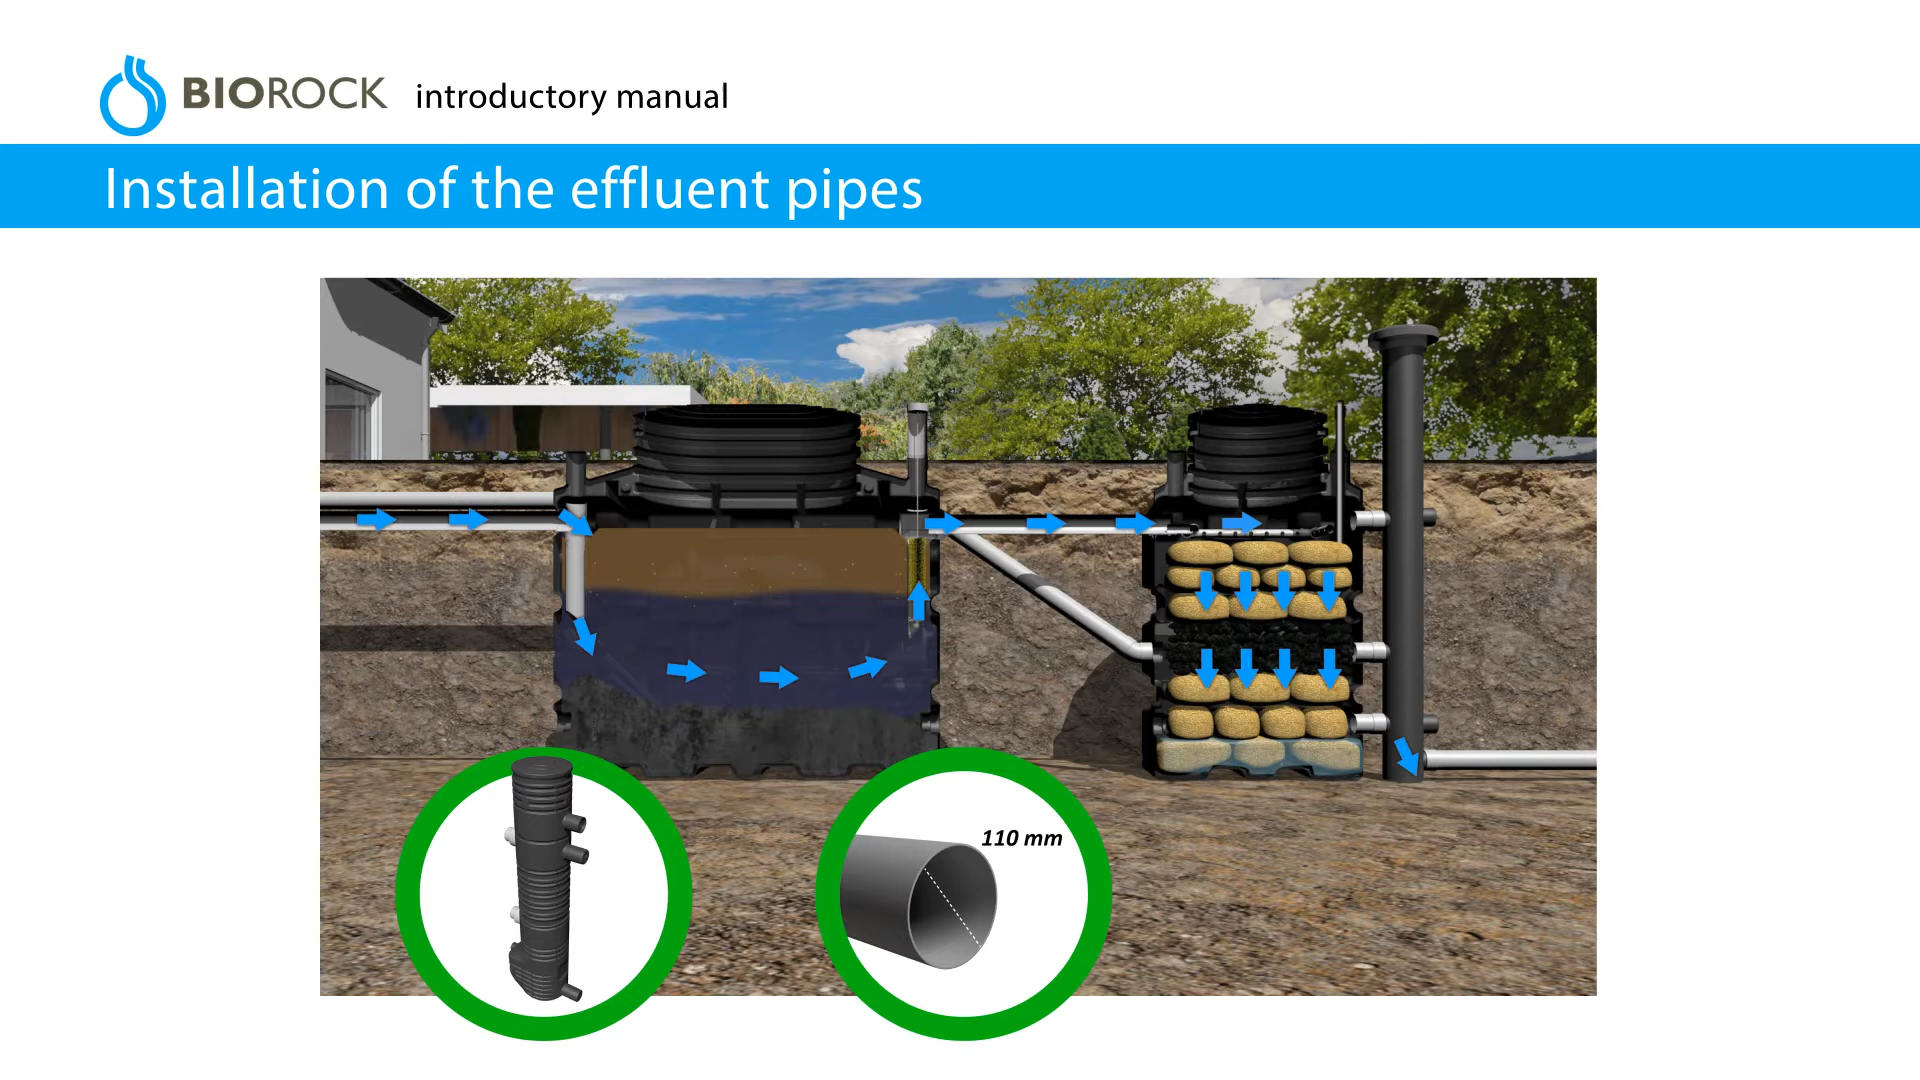 BIOROCK introductory manual
Installation of the effluent pipes
110 mm